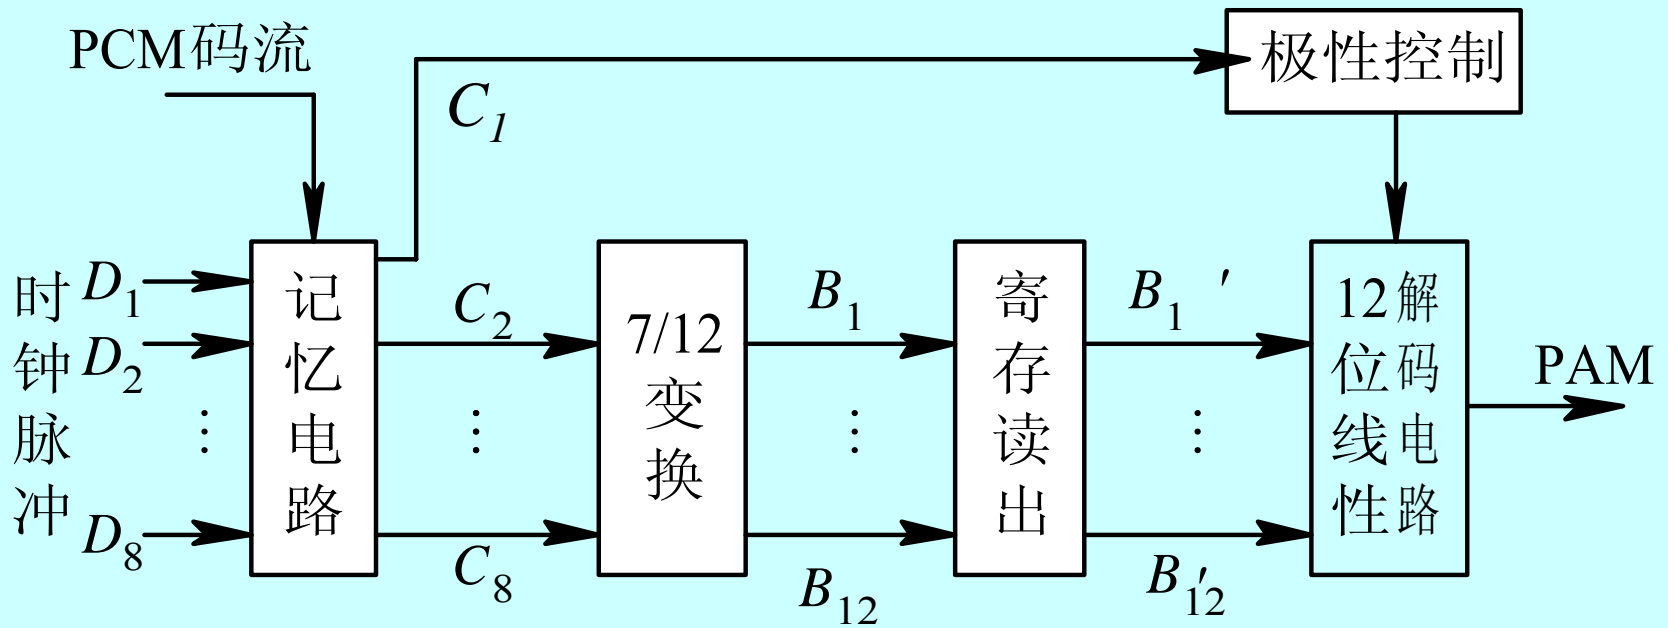 PCM码流
C1
极性控制
时钟脉冲
D1
D2
⋮
D8
记忆电路
C2
⋮
C8
7/12变换
B1
⋮
B12
寄存读出
B1′
⋮
B12′
12位线性
解码电路
PAM